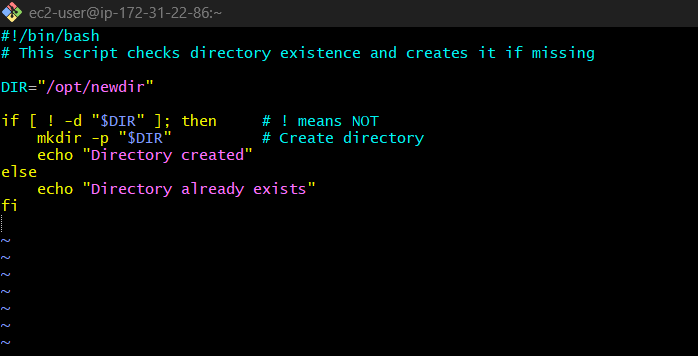 ec2-user@ip-172-31-22-86:~
#!/bin/bash
# This script checks directory existence and creates it if missing

DIR="/opt/newdir"

if [ ! -d "$DIR" ]; then     # ! means NOT
    mkdir -p "$DIR"          # Create directory
    echo "Directory created"
else
    echo "Directory already exists"
fi

~
~
~
~
~
~
~